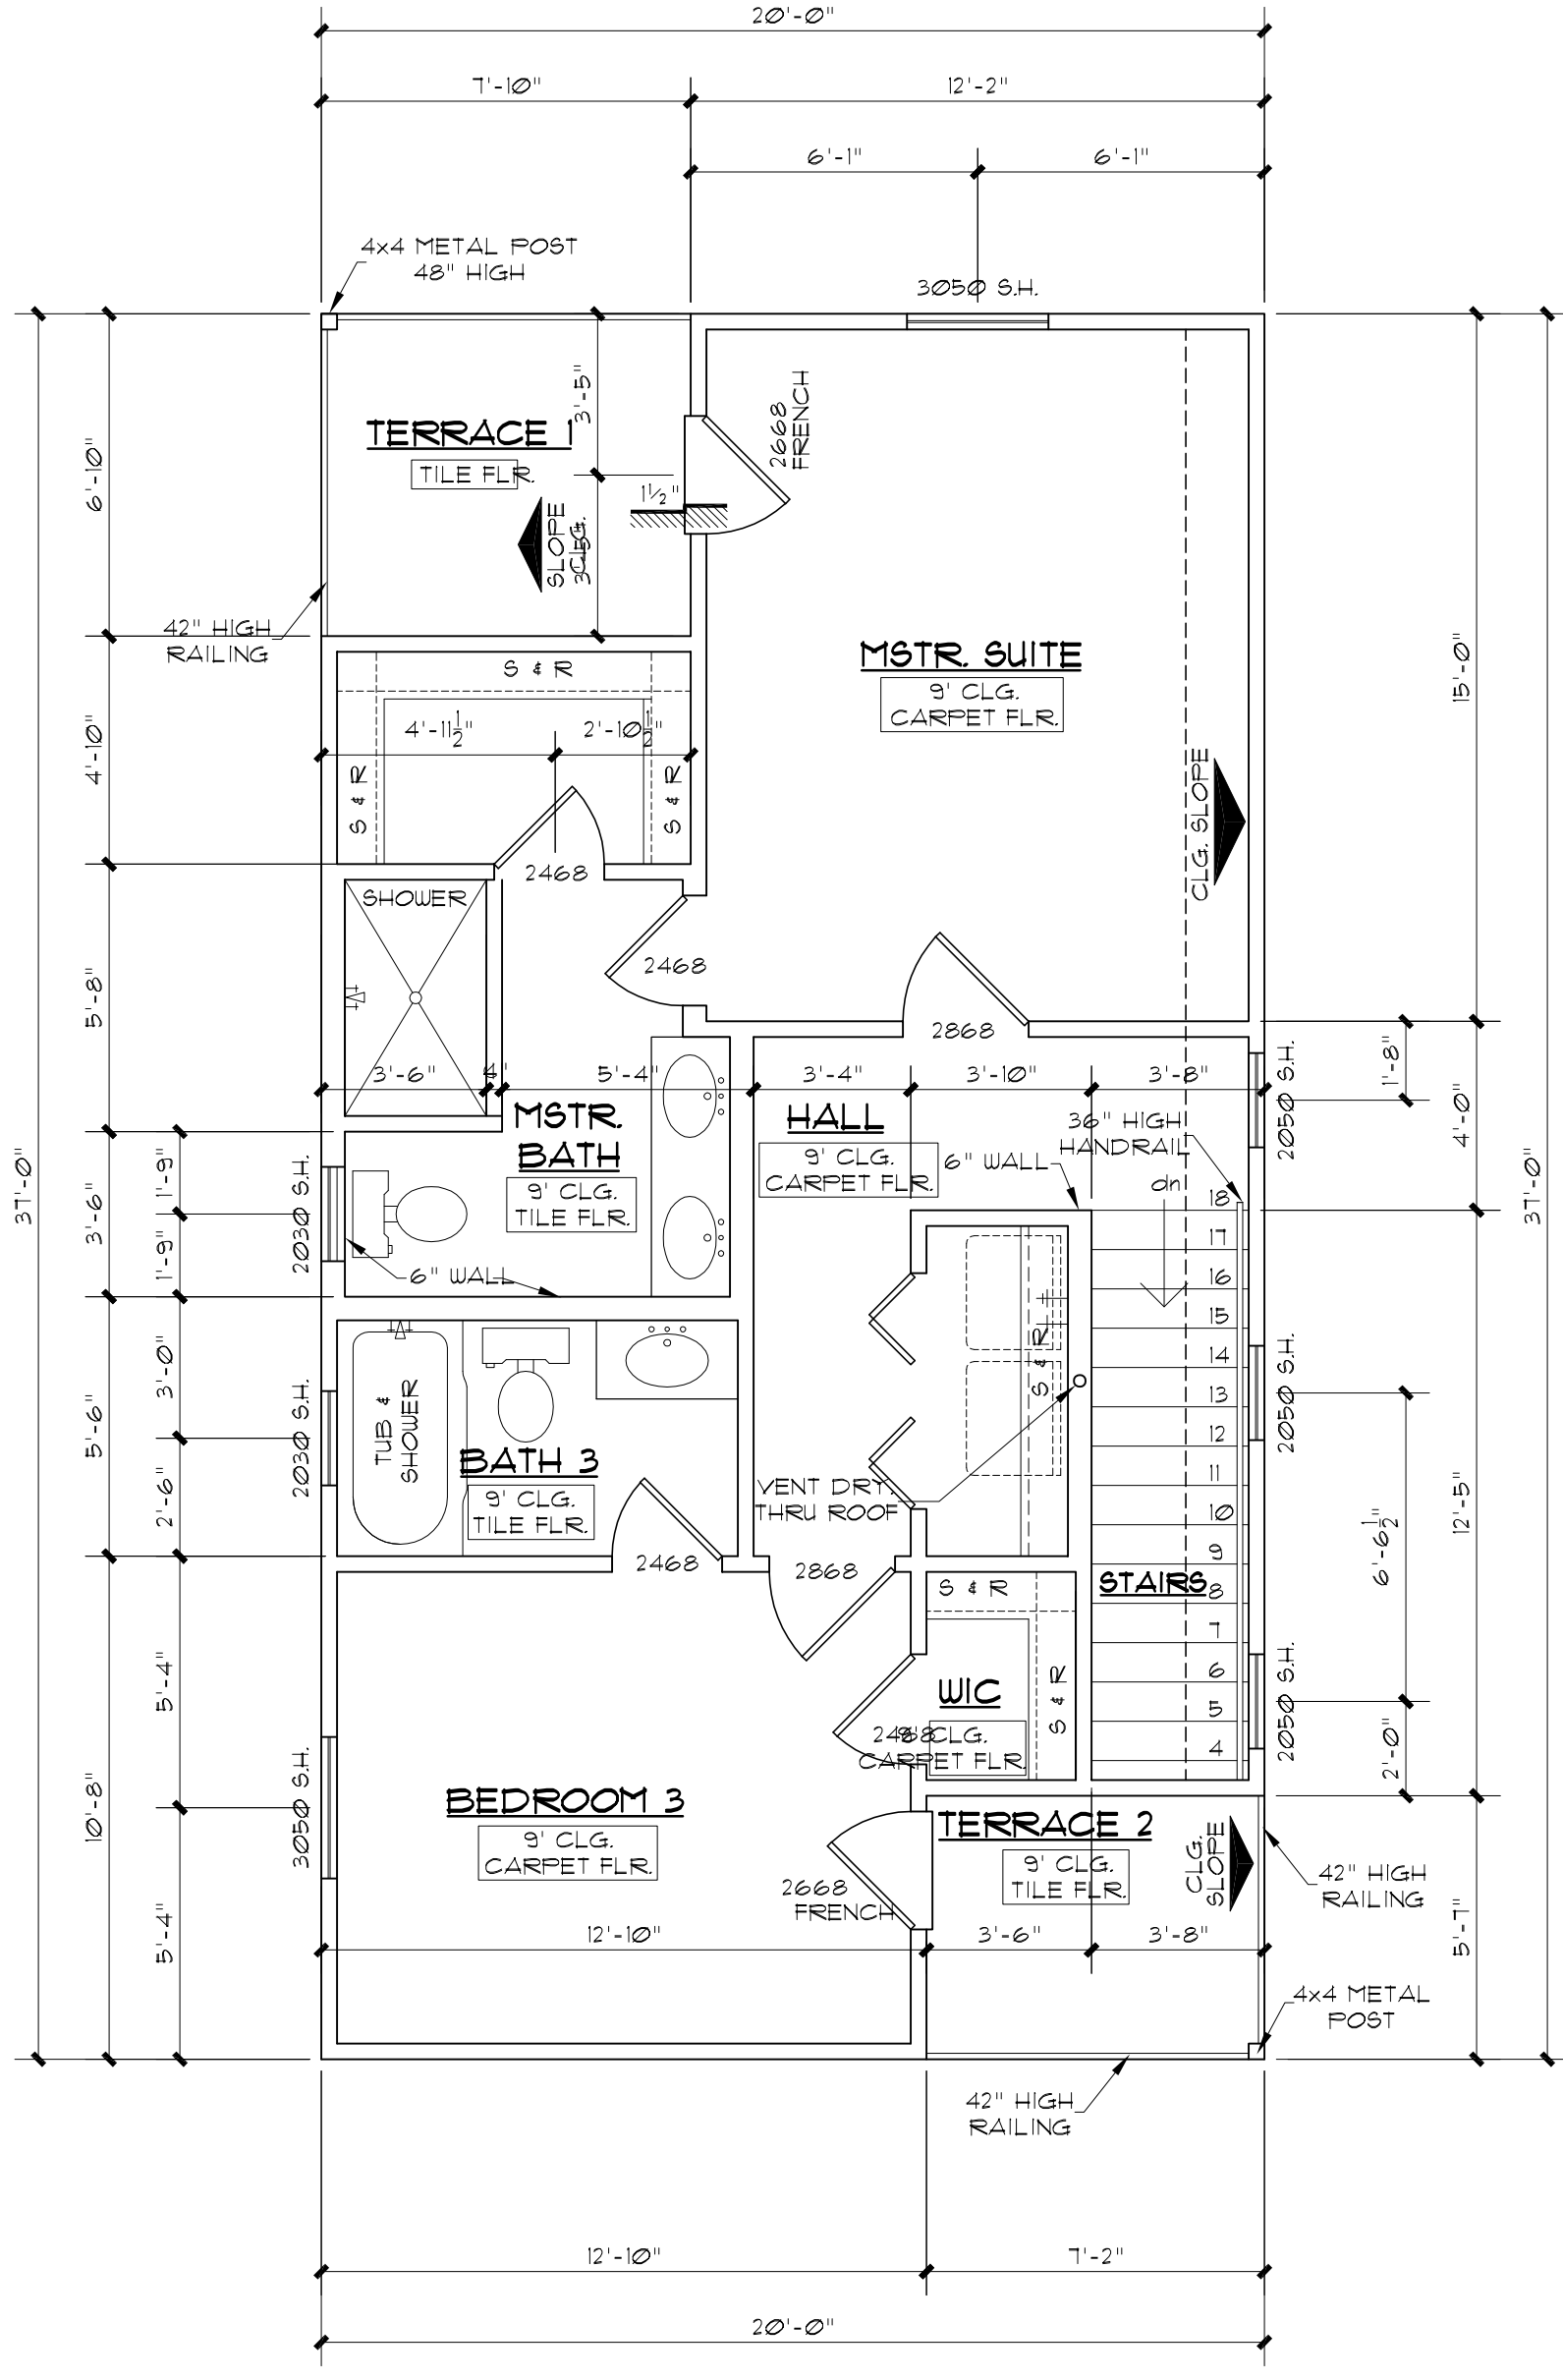 20'-0"
7'-10"
12'-2"
6'-1"
6'-1"
4x4 METAL POST
48" HIGH
3050 S.H.
2668
FRENCH
3'-5"
TERRACE 1
TILE FLR.
1½"
SLOPE
CLG.
3'-5"
6'-10"
42" HIGH
RAILING
S & R
MSTR. SUITE
9' CLG.
CARPET FLR.
15'-0"
4'-11½"
2'-10½"
4'-10"
S & R
S & R
CLG. SLOPE
2468
SHOWER
2468
5'-8"
2868
3'-6"
4'
5'-4"
3'-4"
3'-10"
3'-8"
2050 S.H.
1'-8"
4'-0"
MSTR.
BATH
9' CLG.
TILE FLR.
HALL
9' CLG.
CARPET FLR.
36" HIGH
HANDRAIL
6" WALL
dn
37'-0"
37'-0"
3'-6"
1'-9"
1'-9"
2030 S.H.
6" WALL
18
17
16
15
14
13
12
11
10
9
8
7
6
5
4
S & R
2050 S.H.
5'-6"
3'-0"
2'-6"
2030 S.H.
TUB &
SHOWER
BATH 3
9' CLG.
TILE FLR.
VENT DRY.
THRU ROOF
6'-6½"
12'-5"
2468
2868
S & R
STAIRS
WIC
8' CLG.
CARPET FLR.
2468
S & R
2050 S.H.
2'-0"
10'-8"
5'-4"
5'-4"
3050 S.H.
BEDROOM 3
9' CLG.
CARPET FLR.
2668
FRENCH
TERRACE 2
9' CLG.
TILE FLR.
CLG.
SLOPE
42" HIGH
RAILING
12'-10"
3'-6"
3'-8"
5'-7"
4x4 METAL
POST
42" HIGH
RAILING
12'-10"
7'-2"
20'-0"